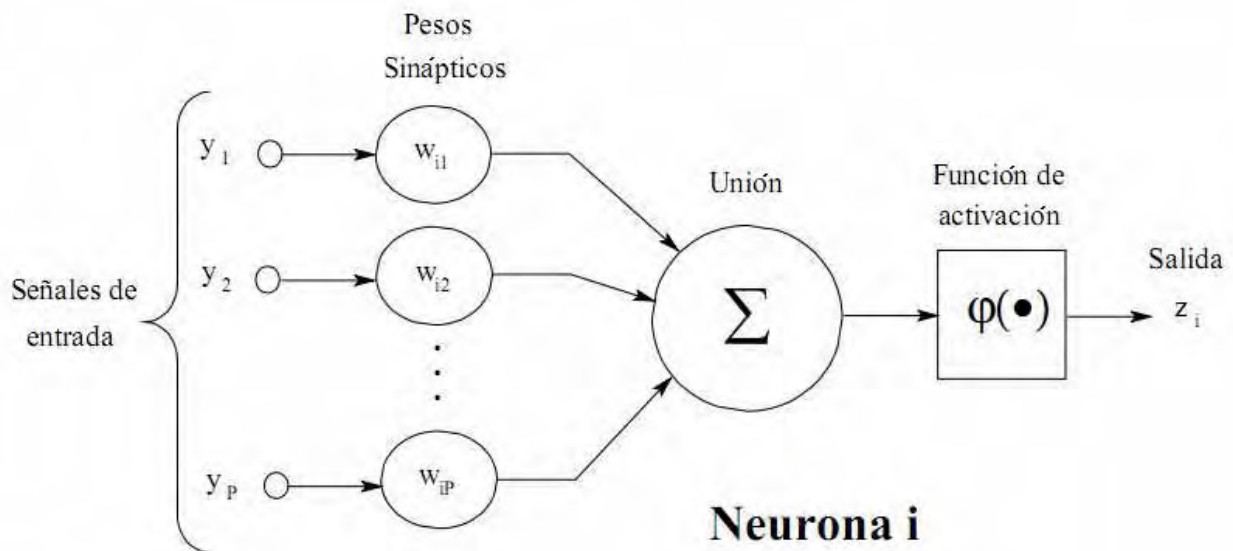 Pesos
Sinápticos
y 1
w i1
Unión
Función de
activación
Señales de
entrada
y 2
w i2
Σ
φ(•)
Salida
z i
y P
w iP
Neurona i